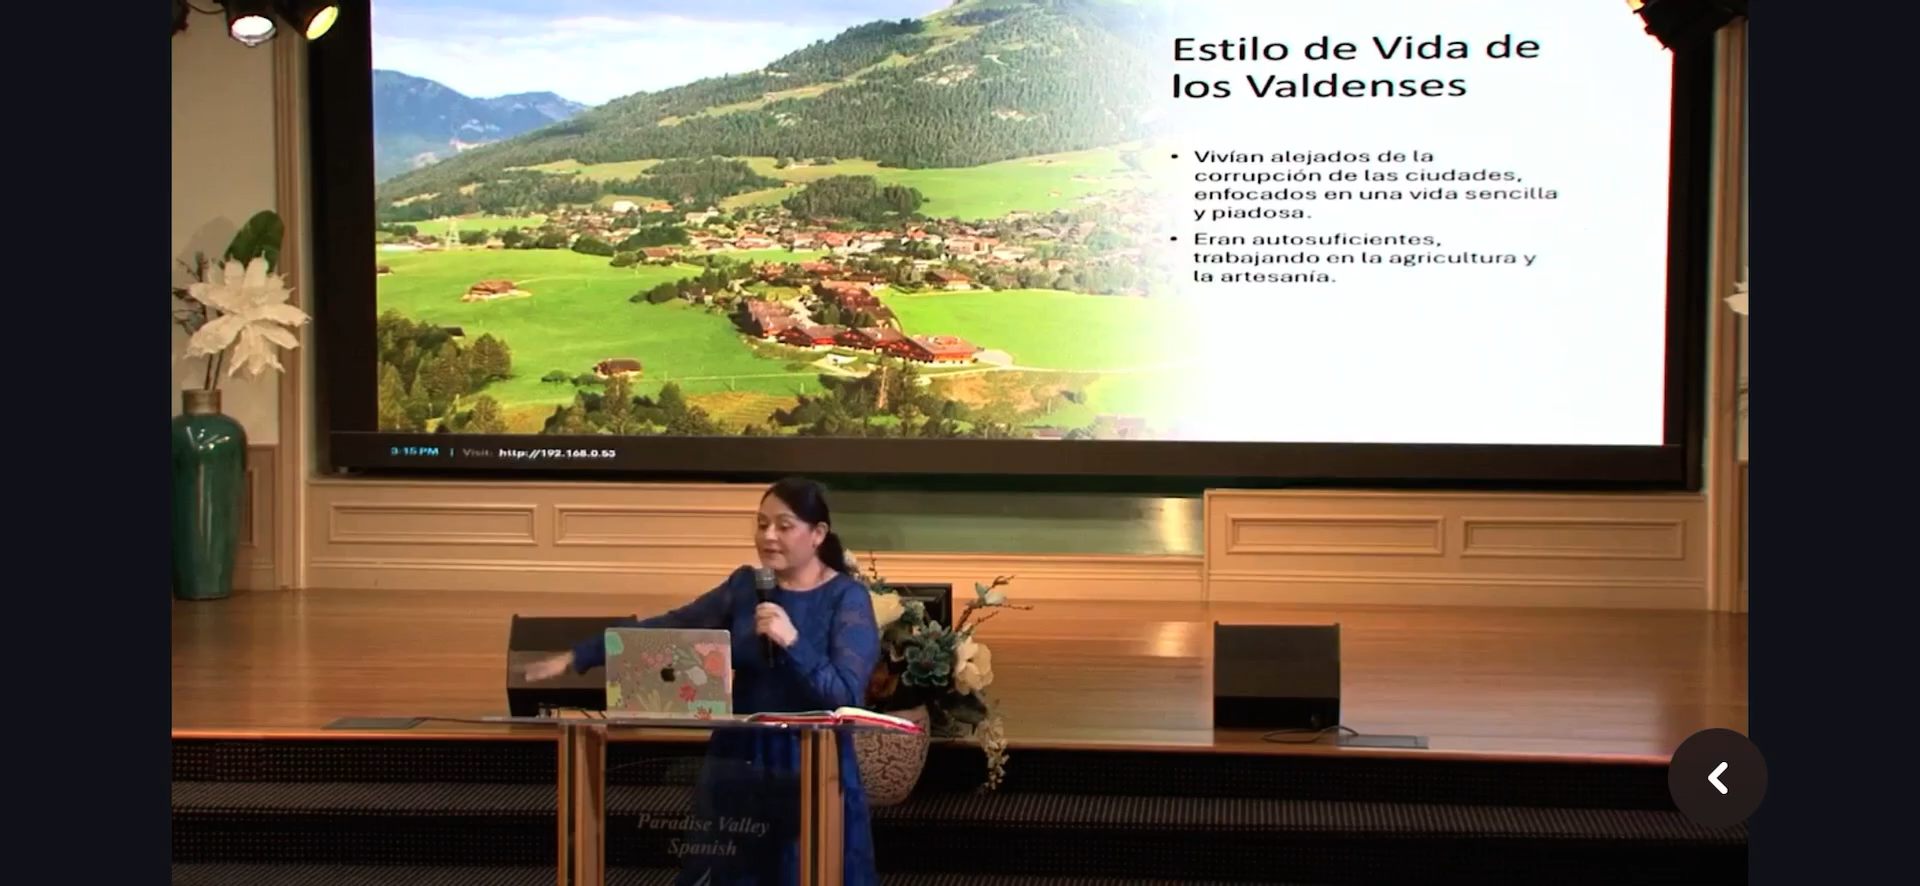 Estilo de Vida de
los Valdenses
• Vivían alejados de la
corrupción de las ciudades,
enfocados en una vida sencilla
y piadosa.
• Eran autosuficientes,
trabajando en la agricultura y
la artesanía.
3:15 PM | Visit: http://192.168.0.53
Paradise Valley
Spanish